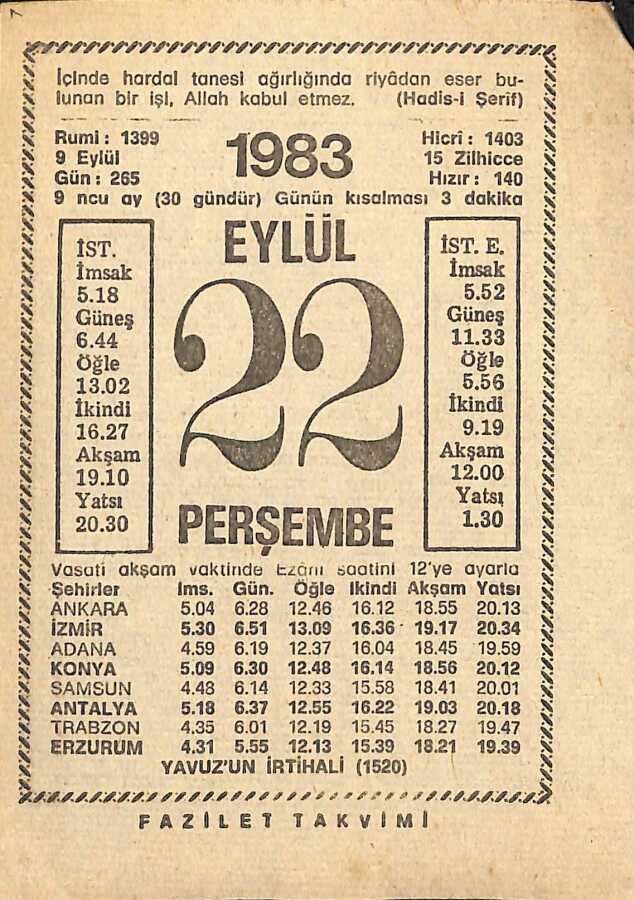 İçinde hardal tanesi ağırlığında riyâdan eser bu-
lunan bir işi, Allah kabul etmez. (Hadis-i Şerif)
Rumi : 1399
9 Eylül
Gün : 265
1983
Hicrî : 1403
15 Zilhicce
Hızır : 140
9 ncu ay (30 gündür) Günün kısalması 3 dakika
İST.
İmsak
5.18
Güneş
6.44
Öğle
13.02
İkindi
16.27
Akşam
19.10
Yatsı
20.30
EYLÜL
22
PERŞEMBE
İST. E.
İmsak
5.52
Güneş
11.33
Öğle
5.56
İkindi
9.19
Akşam
12.00
Yatsı
1.30
Vasati akşam vaktinde Ezâni saatini 12'ye ayarla
Şehirler İms. Gün. Öğle İkindi Akşam Yatsı
ANKARA 5.04 6.28 12.46 16.12 18.55 20.13
İZMİR 5.30 6.51 13.09 16.36 19.17 20.34
ADANA 4.59 6.19 12.37 16.04 18.45 19.59
KONYA 5.09 6.30 12.48 16.14 18.56 20.12
SAMSUN 4.48 6.14 12.33 15.58 18.41 20.01
ANTALYA 5.18 6.37 12.55 16.22 19.03 20.18
TRABZON 4.35 6.01 12.19 15.45 18.27 19.47
ERZURUM 4.31 5.55 12.13 15.39 18.21 19.39
YAVUZ'UN İRTİHALİ (1520)
FAZİLET TAKVİMİ